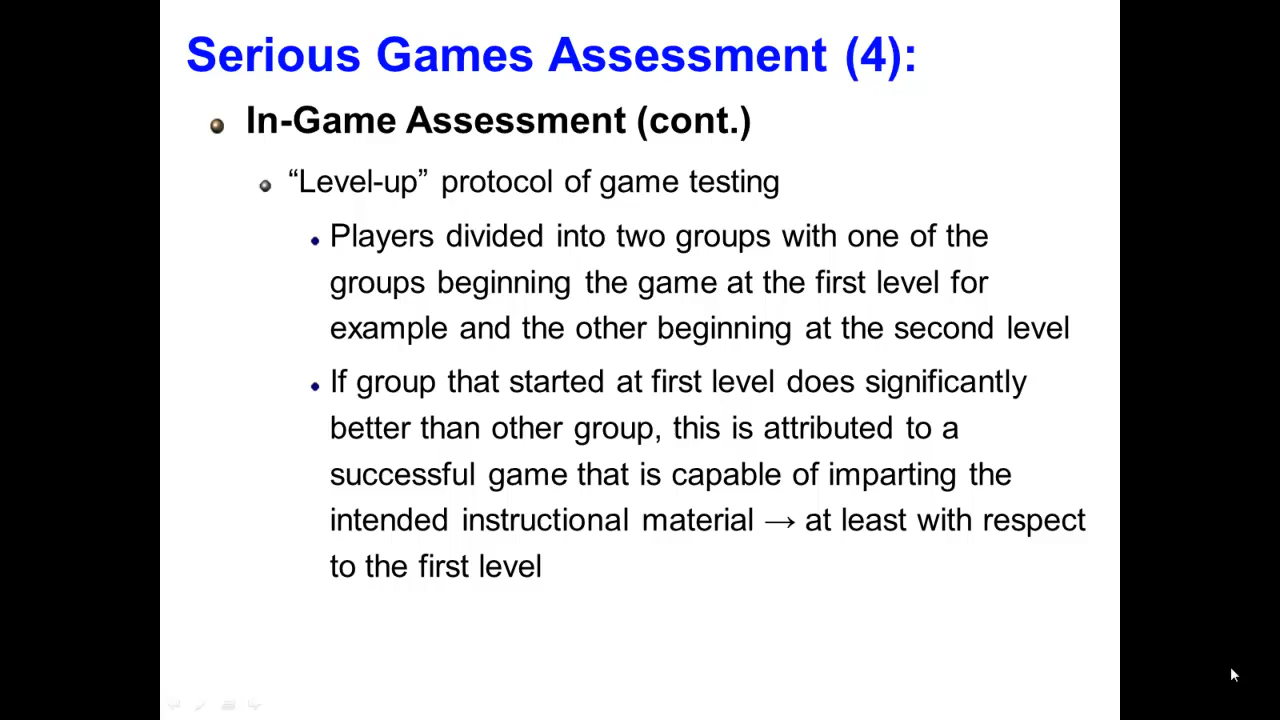 Serious Games Assessment (4):
In-Game Assessment (cont.)
“Level-up” protocol of game testing
Players divided into two groups with one of the
groups beginning the game at the first level for
example and the other beginning at the second level
If group that started at first level does significantly
better than other group, this is attributed to a
successful game that is capable of imparting the
intended instructional material → at least with respect
to the first level